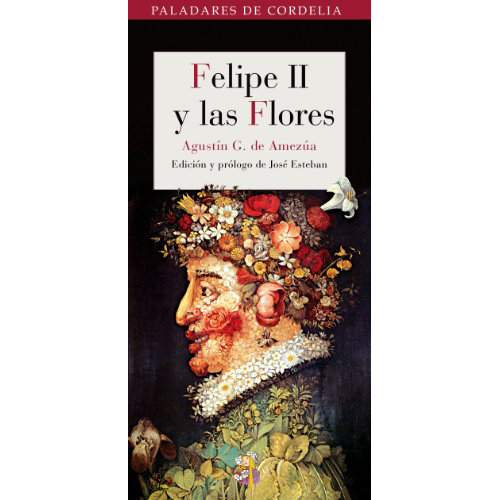 PALADARES DE CORDELIA
Felipe II
y las Flores
Agustín G. de Amezúa
Edición y prólogo de José Esteban